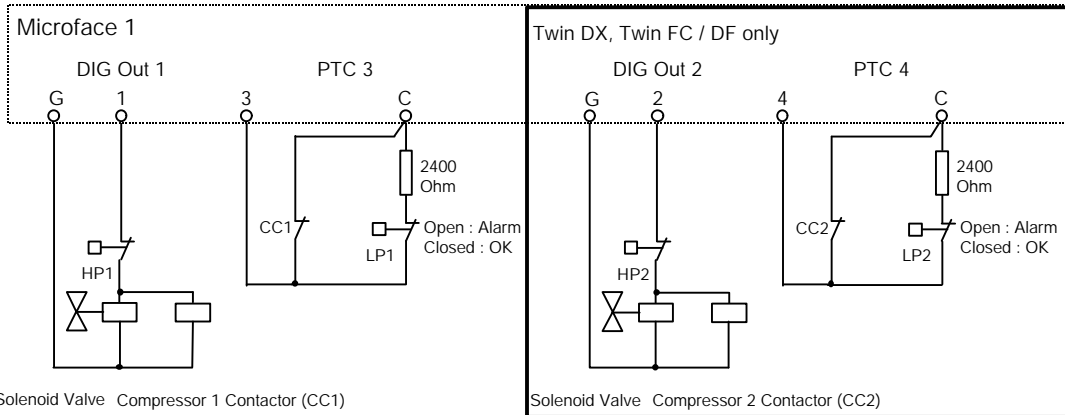 Microface 1
DIG Out 1 PTC 3
G 1 3 C
2400
Ohm
CC1
Open : Alarm
Closed : OK
LP1
HP1
Solenoid Valve Compressor 1 Contactor (CC1)
Twin DX, Twin FC / DF only
DIG Out 2 PTC 4
G 2 4 C
2400
Ohm
CC2
Open : Alarm
Closed : OK
LP2
HP2
Solenoid Valve Compressor 2 Contactor (CC2)